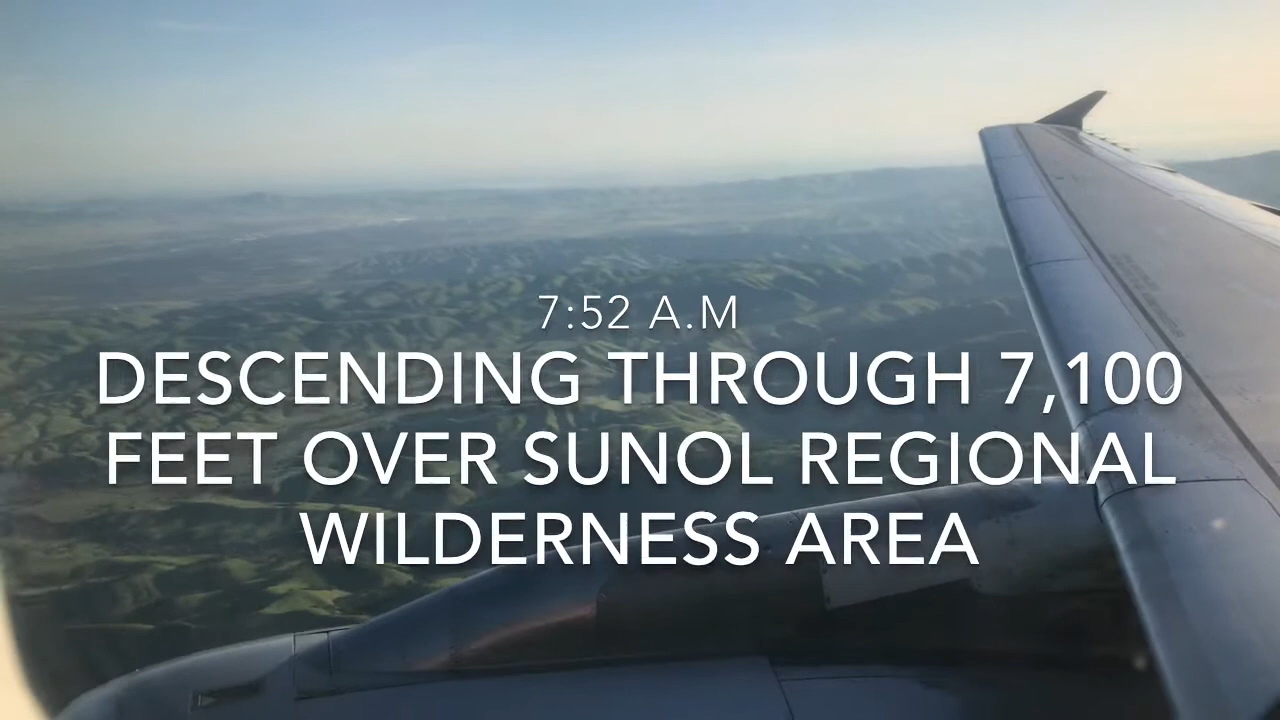 7:52 A.M
DESCENDING THROUGH 7,100
FEET OVER SUNOL REGIONAL
WILDERNESS AREA